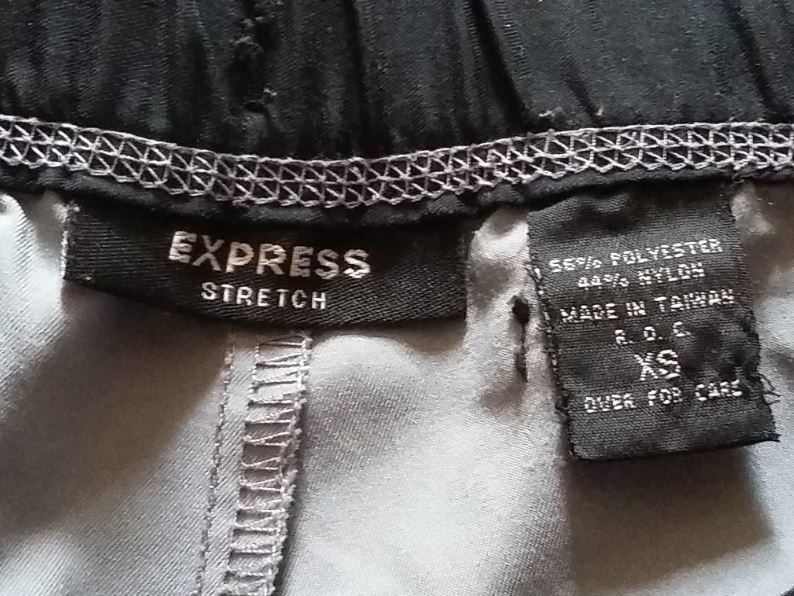 EXPRESS
STRETCH
56% POLYESTER
44% NYLON
MADE IN TAIWAN
R. O. C.
XS
OVER FOR CARE